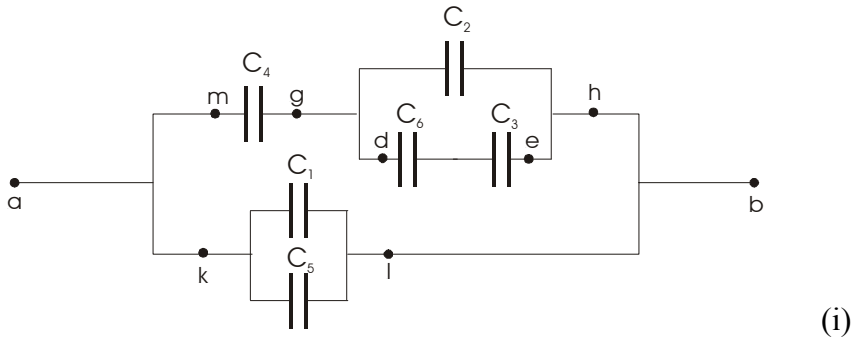 C₂
C₄
m g h
C₆ C₃
d e
C₁
a b
C₅
k l
(i)